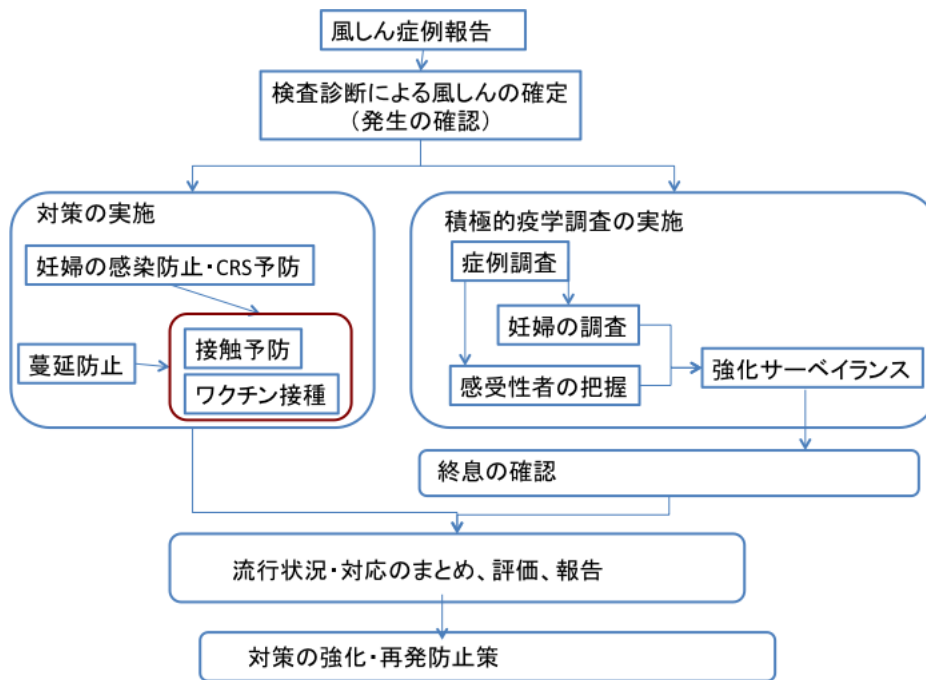 風しん症例報告
検査診断による風しんの確定
（発生の確認）
対策の実施
妊婦の感染防止・CRS予防
接触予防
蔓延防止
ワクチン接種
積極的疫学調査の実施
症例調査
妊婦の調査
強化サーベイランス
感受性者の把握
終息の確認
流行状況・対応のまとめ、評価、報告
対策の強化・再発防止策